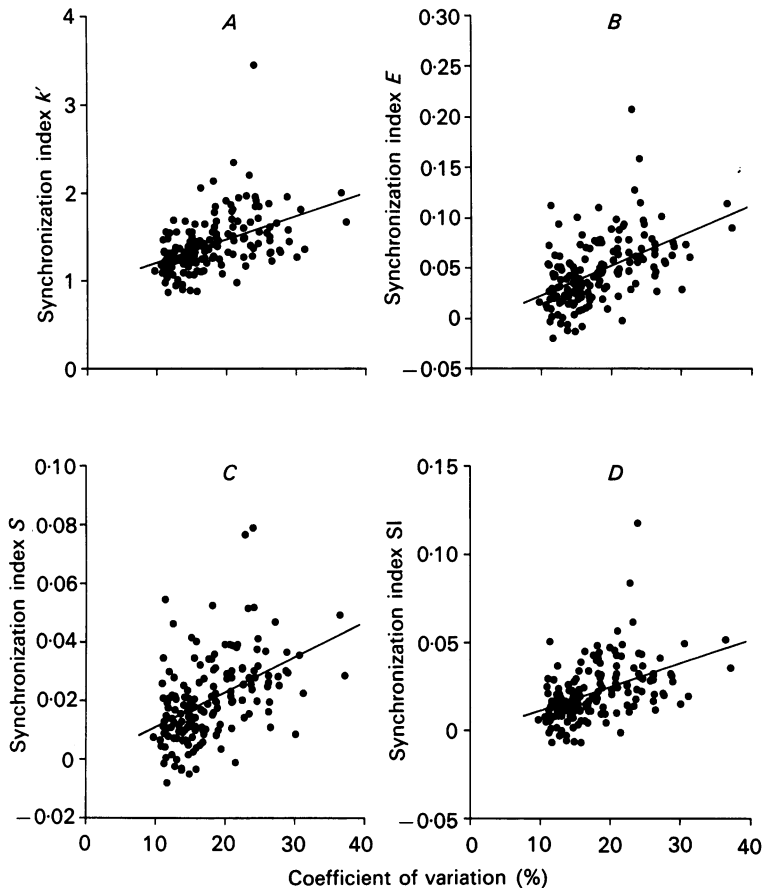 A
B
4
3
2
1
0
Synchronization index k′
0·30
0·25
0·20
0·15
0·10
0·05
0
−0·05
Synchronization index E
C
D
0·10
0·08
0·06
0·04
0·02
0
−0·02
Synchronization index S
0·15
0·10
0·05
0
−0·05
Synchronization index SI
0 10 20 30 40
0 10 20 30 40
Coefficient of variation (%)